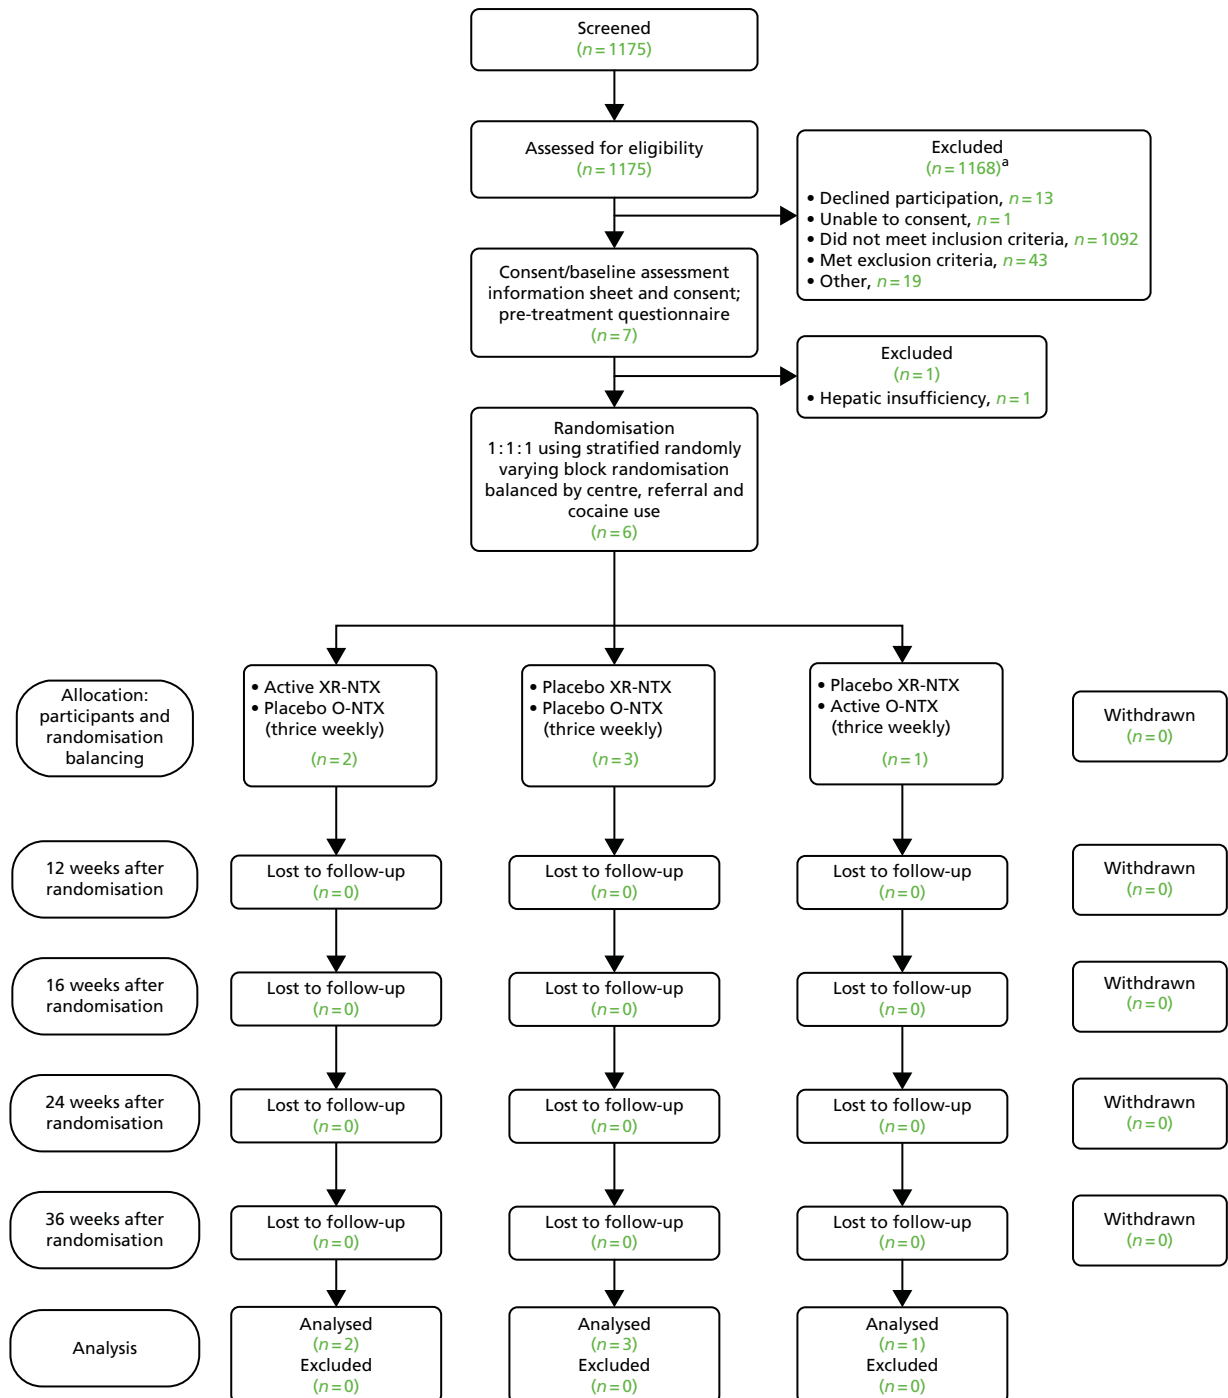 Screened
(n=1175)
Assessed for eligibility
(n=1175)
Excluded
(n=1168)a
• Declined participation, n=13
• Unable to consent, n=1
• Did not meet inclusion criteria, n=1092
• Met exclusion criteria, n=43
• Other, n=19
Consent/baseline assessment
information sheet and consent;
pre-treatment questionnaire
(n=7)
Excluded
(n=1)
• Hepatic insufficiency, n=1
Randomisation
1:1:1 using stratified randomly
varying block randomisation
balanced by centre, referral and
cocaine use
(n=6)
Allocation:
participants and
randomisation
balancing
• Active XR-NTX
• Placebo O-NTX
(thrice weekly)
(n=2)
• Placebo XR-NTX
• Placebo O-NTX
(thrice weekly)
(n=3)
• Placebo XR-NTX
• Active O-NTX
(thrice weekly)
(n=1)
Withdrawn
(n=0)
12 weeks after
randomisation
Lost to follow-up
(n=0)
Lost to follow-up
(n=0)
Lost to follow-up
(n=0)
Withdrawn
(n=0)
16 weeks after
randomisation
Lost to follow-up
(n=0)
Lost to follow-up
(n=0)
Lost to follow-up
(n=0)
Withdrawn
(n=0)
24 weeks after
randomisation
Lost to follow-up
(n=0)
Lost to follow-up
(n=0)
Lost to follow-up
(n=0)
Withdrawn
(n=0)
36 weeks after
randomisation
Lost to follow-up
(n=0)
Lost to follow-up
(n=0)
Lost to follow-up
(n=0)
Withdrawn
(n=0)
Analysis
Analysed
(n=2)
Excluded
(n=0)
Analysed
(n=3)
Excluded
(n=0)
Analysed
(n=1)
Excluded
(n=0)